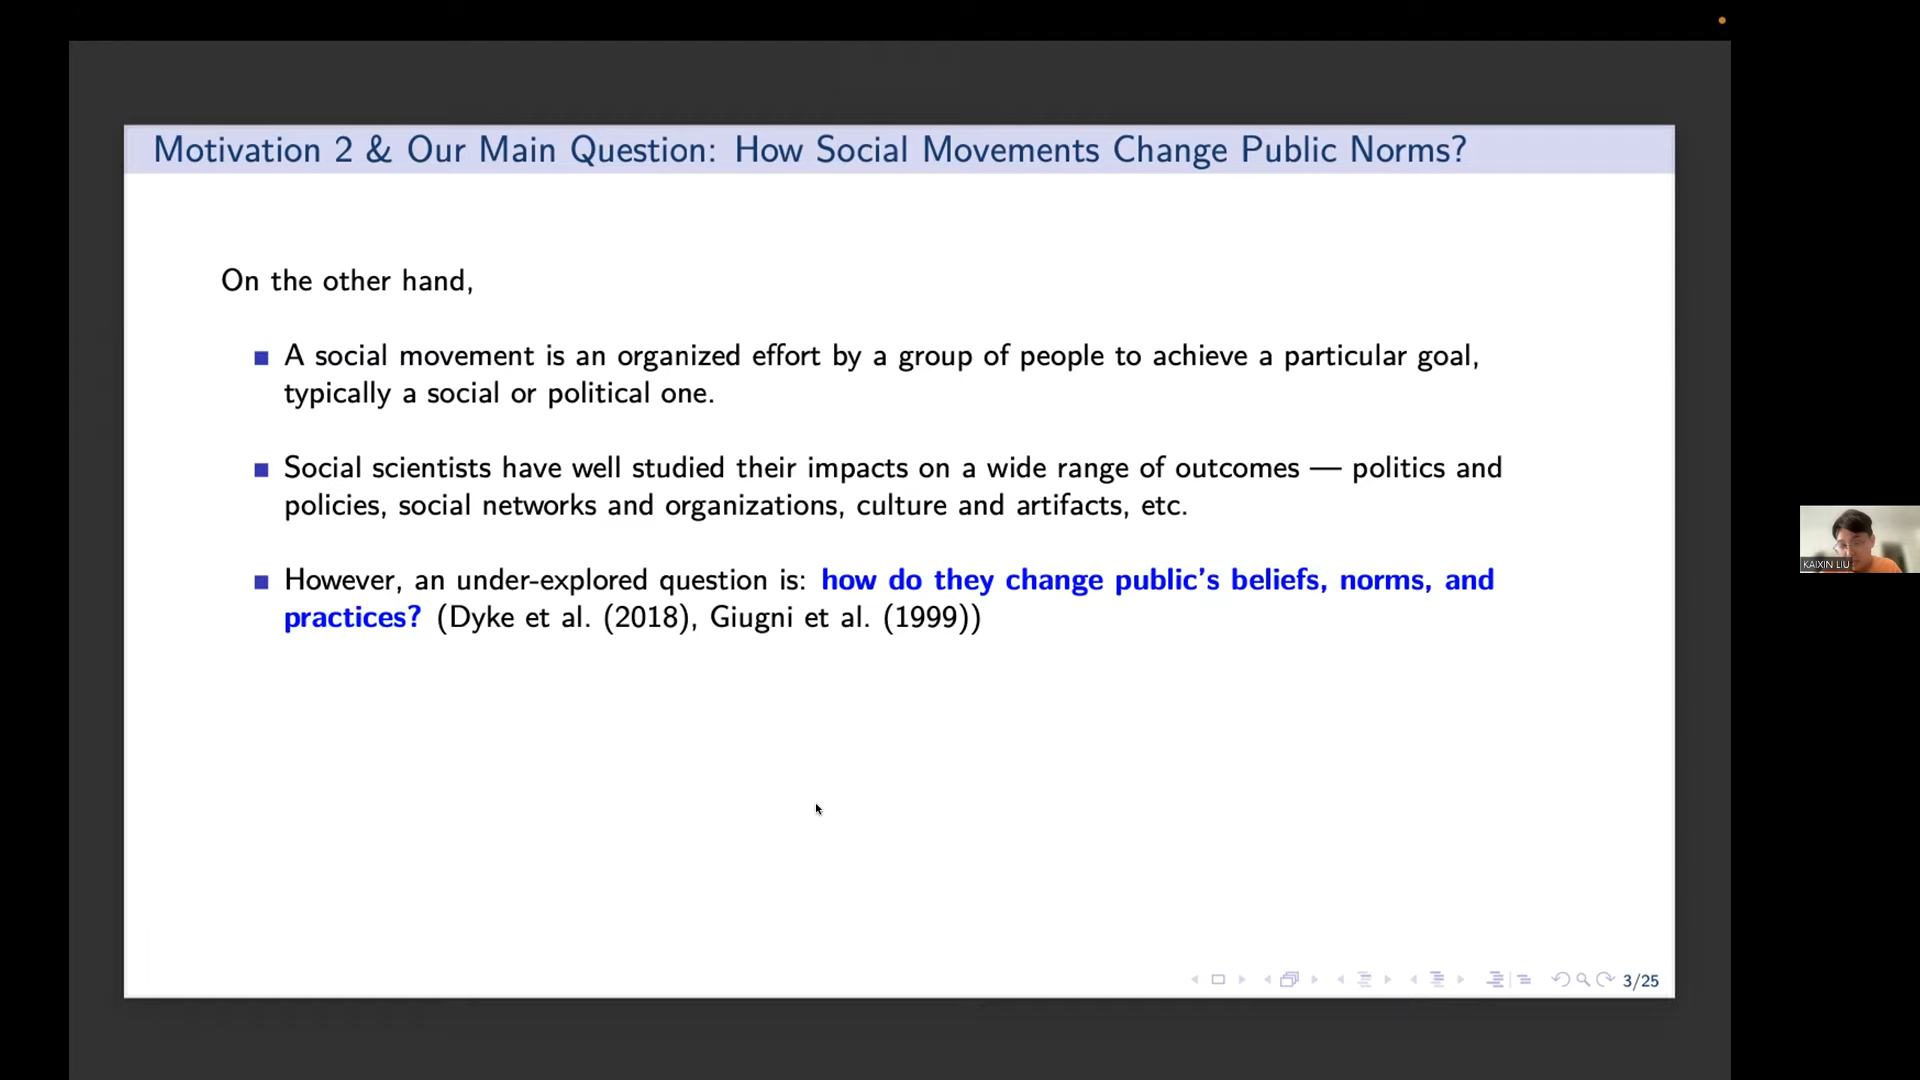 Motivation 2 & Our Main Question: How Social Movements Change Public Norms?
On the other hand,
A social movement is an organized effort by a group of people to achieve a particular goal,
typically a social or political one.
Social scientists have well studied their impacts on a wide range of outcomes — politics and
policies, social networks and organizations, culture and artifacts, etc.
However, an under-explored question is: how do they change public's beliefs, norms, and
practices? (Dyke et al. (2018), Giugni et al. (1999))
KAIXIN LIU
3/25